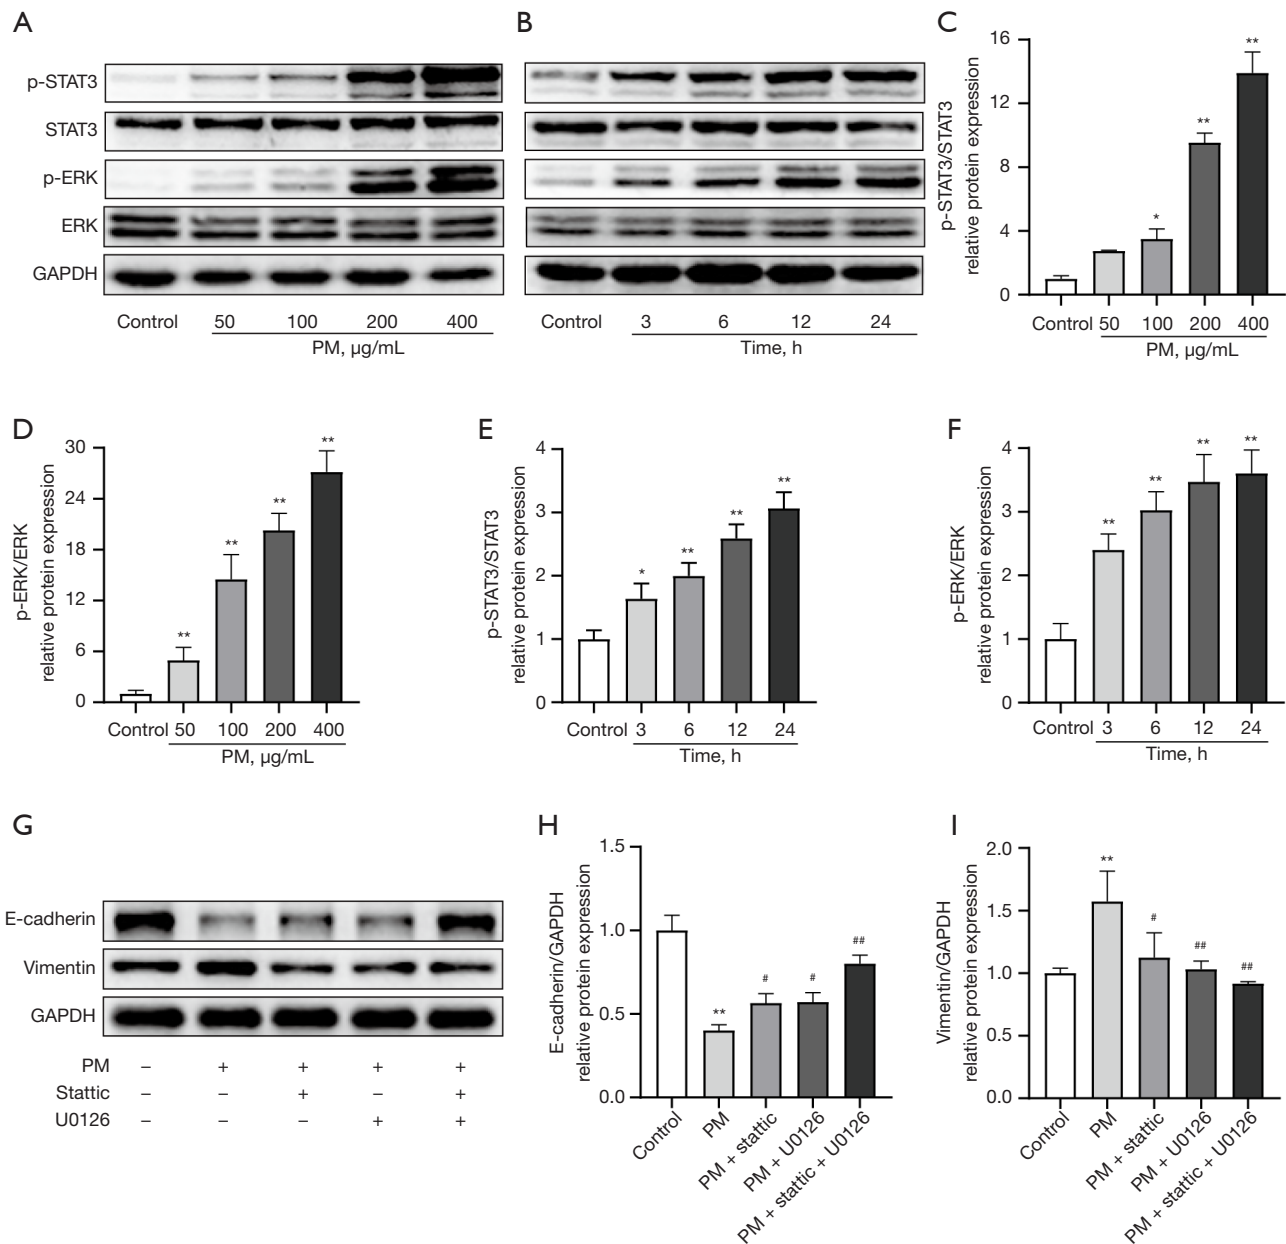 A
p-STAT3
STAT3
p-ERK
ERK
GAPDH
Control 50 100 200 400
PM, µg/mL
B
Control 3 6 12 24
Time, h
C
p-STAT3/STAT3
relative protein expression
16
12
8
4
0
*
**
**
Control 50 100 200 400
PM, µg/mL
D
p-ERK/ERK
relative protein expression
30
24
18
12
6
0
**
**
**
**
Control 50 100 200 400
PM, µg/mL
E
p-STAT3/STAT3
relative protein expression
4
3
2
1
0
*
**
**
**
Control 3 6 12 24
Time, h
F
p-ERK/ERK
relative protein expression
4
3
2
1
0
**
**
**
**
Control 3 6 12 24
Time, h
G
E-cadherin
Vimentin
GAPDH
PM – + + + +
Stattic – – + – +
U0126 – – – + +
H
E-cadherin/GAPDH
relative protein expression
1.5
1.0
0.5
0.0
**
#
#
##
Control
PM
PM + stattic
PM + U0126
PM + stattic + U0126
I
Vimentin/GAPDH
relative protein expression
2.0
1.5
1.0
0.5
0.0
**
#
##
##
Control
PM
PM + stattic
PM + U0126
PM + stattic + U0126